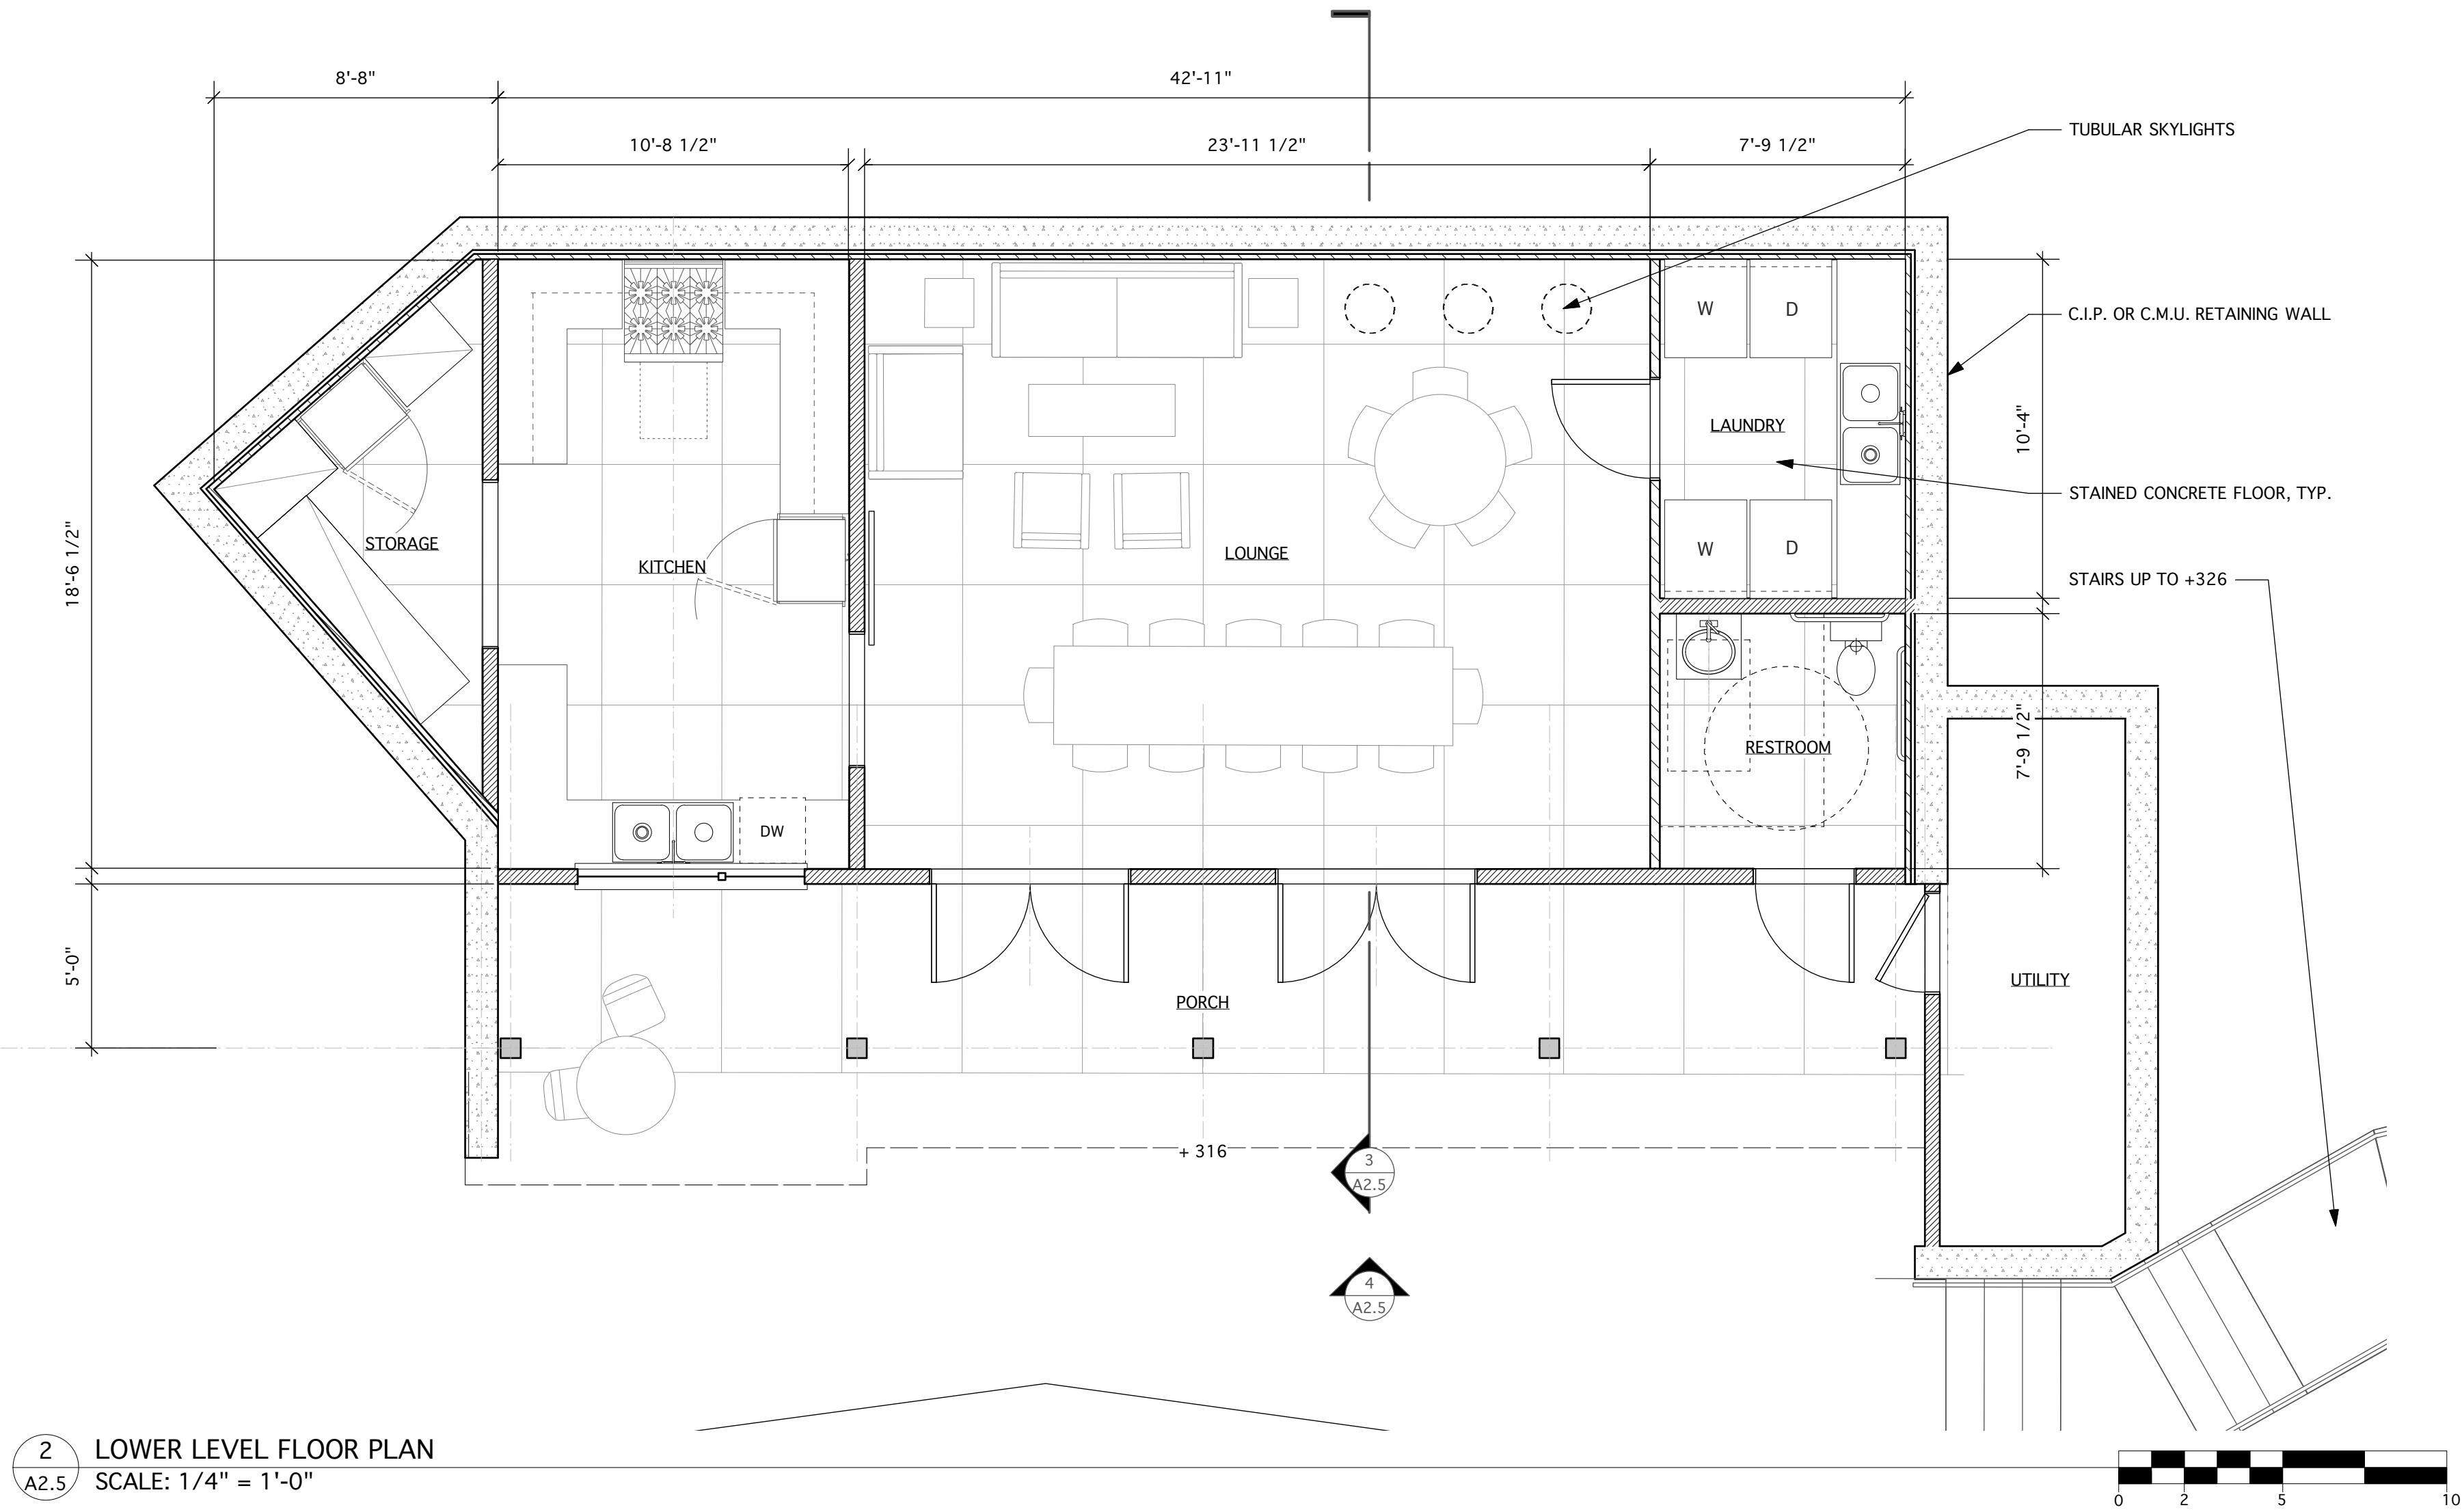 8'-8"
42'-11"
10'-8 1/2"
23'-11 1/2"
7'-9 1/2"
TUBULAR SKYLIGHTS
W
D
C.I.P. OR C.M.U. RETAINING WALL
LAUNDRY
10'-4"
STAINED CONCRETE FLOOR, TYP.
STORAGE
KITCHEN
LOUNGE
W
D
18'-6 1/2"
STAIRS UP TO +326
RESTROOM
7'-9 1/2"
DW
5'-0"
PORCH
UTILITY
+ 316
3
A2.5
4
A2.5
2
A2.5
LOWER LEVEL FLOOR PLAN
SCALE: 1/4" = 1'-0"
0 2 5 10